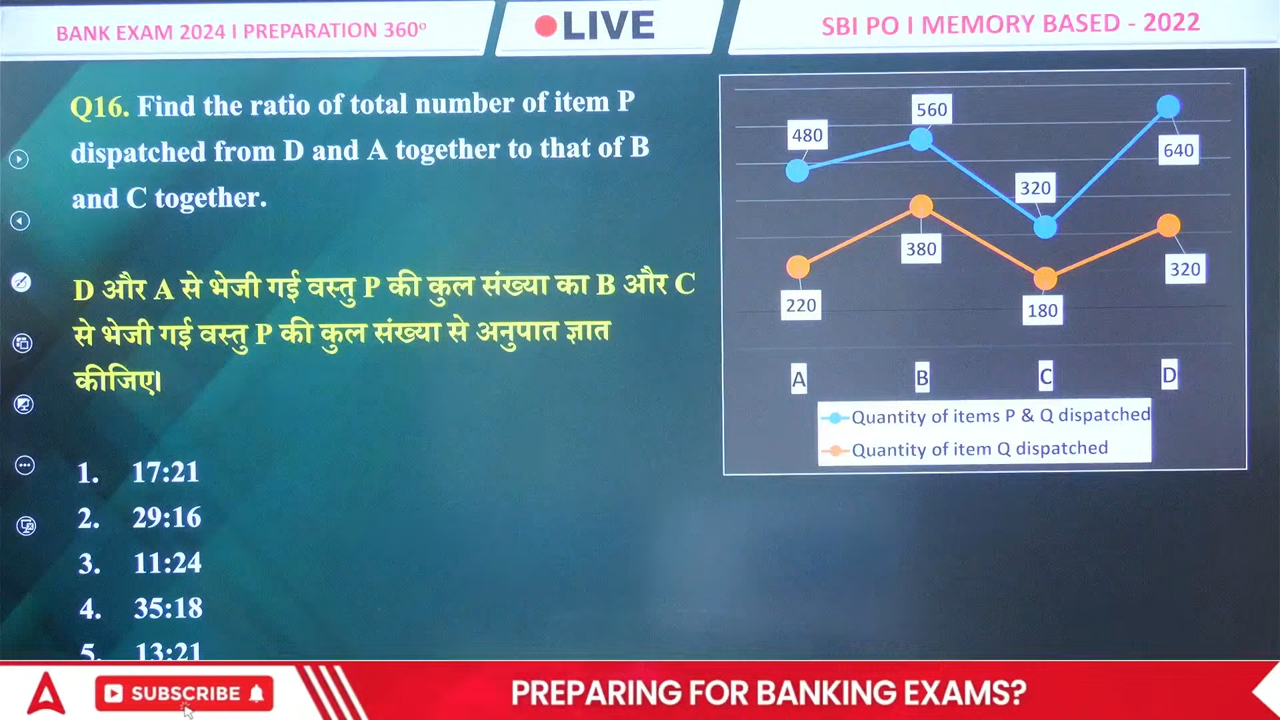 BANK EXAM 2024 I PREPARATION 360º
LIVE
SBI PO I MEMORY BASED - 2022
Q16. Find the ratio of total number of item P
dispatched from D and A together to that of B
and C together.
D और A से भेजी गई वस्तु P की कुल संख्या का B और C
से भेजी गई वस्तु P की कुल संख्या से अनुपात ज्ञात
कीजिए।
1. 17:21
2. 29:16
3. 11:24
4. 35:18
5. 13:21
480
560
320
640
220
380
180
320
A
B
C
D
Quantity of items P & Q dispatched
Quantity of item Q dispatched
SUBSCRIBE
PREPARING FOR BANKING EXAMS?